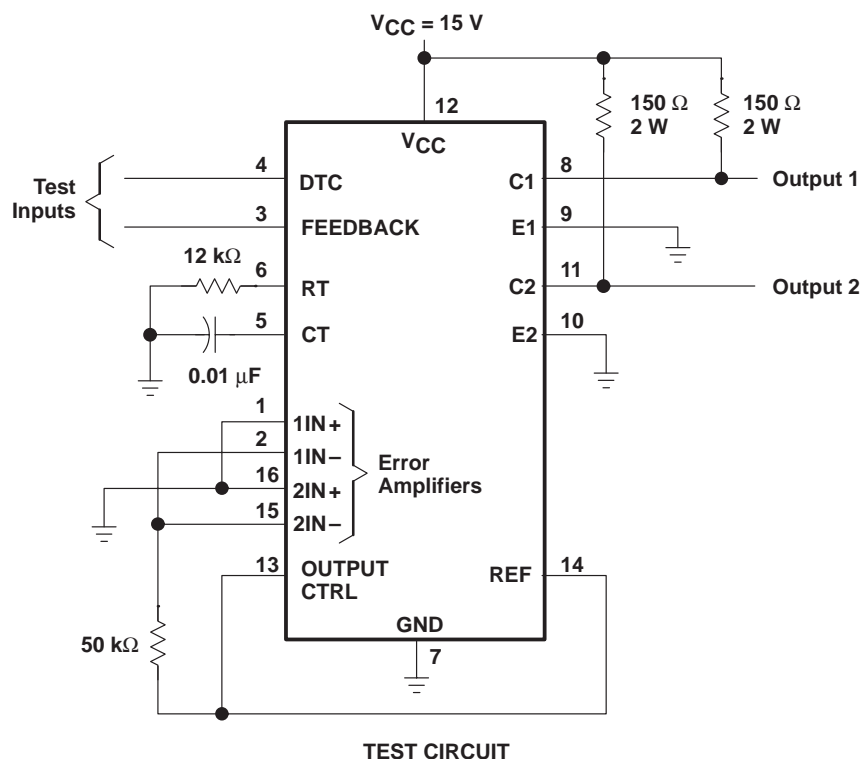 VCC = 15 V
12
VCC
150 Ω
2 W
150 Ω
2 W
Test
Inputs
4
DTC
3
FEEDBACK
12 kΩ
6
RT
5
CT
0.01 µF
1
1IN+
2
1IN−
16
2IN+
15
2IN−
Error
Amplifiers
13
OUTPUT
CTRL
50 kΩ
C1
8
Output 1
E1
9
C2
11
Output 2
E2
10
REF
14
GND
7
TEST CIRCUIT